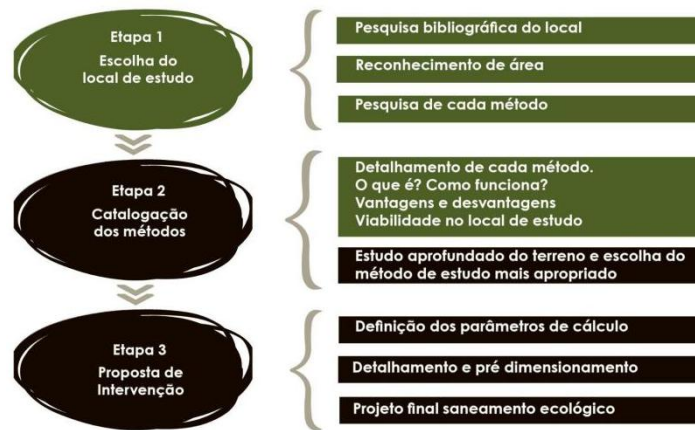 Etapa 1
Escolha do
local de estudo
Pesquisa bibliográfica do local
Reconhecimento de área
Pesquisa de cada método
Etapa 2
Catalogação
dos métodos
Detalhamento de cada método.
O que é? Como funciona?
Vantagens e desvantagens
Viabilidade no local de estudo
Estudo aprofundado do terreno e escolha do
método de estudo mais apropriado
Etapa 3
Proposta de
Intervenção
Definição dos parâmetros de cálculo
Detalhamento e pré dimensionamento
Projeto final saneamento ecológico